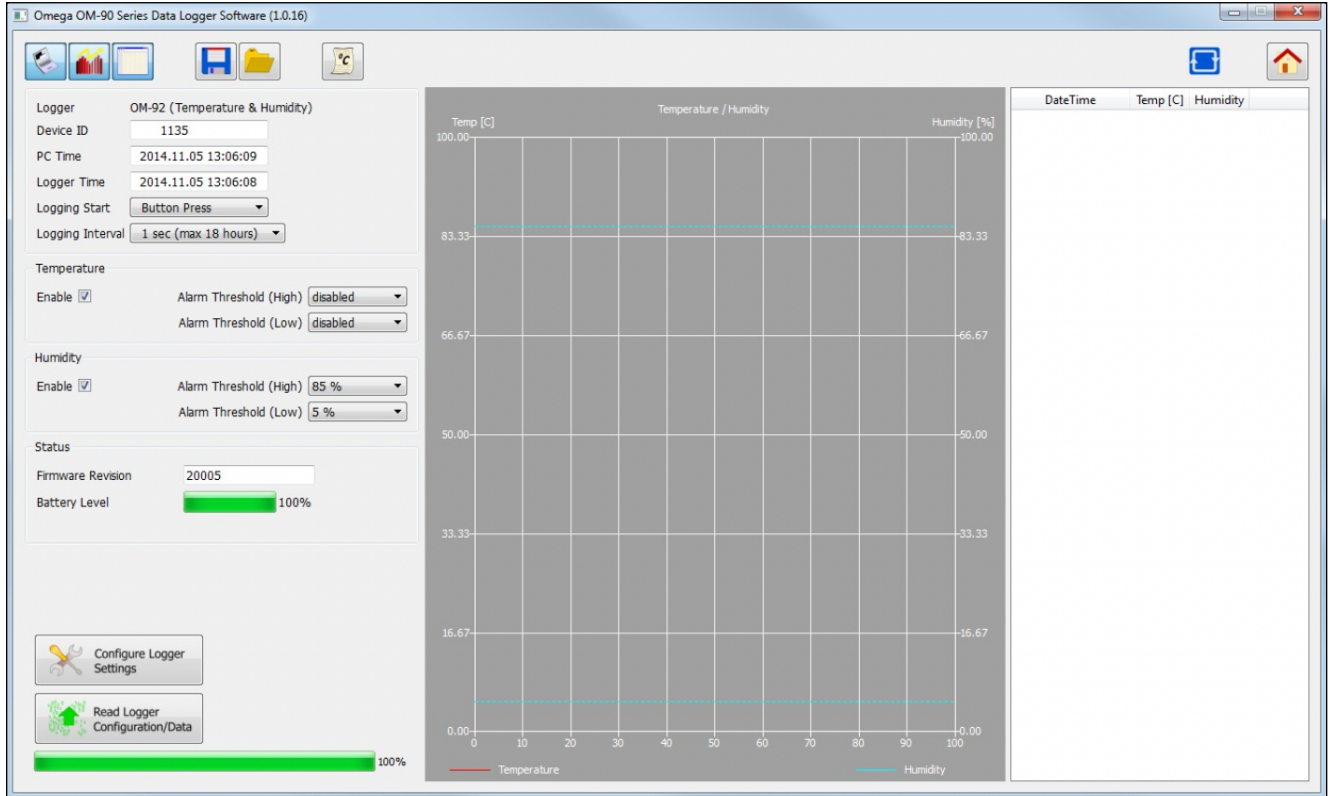 Omega OM-90 Series Data Logger Software (1.0.16)
°C
Logger OM-92 (Temperature & Humidity)
Device ID 1135
PC Time 2014.11.05 13:06:09
Logger Time 2014.11.05 13:06:08
Logging Start Button Press
Logging Interval 1 sec (max 18 hours)
Temperature
Enable Alarm Threshold (High) disabled
Alarm Threshold (Low) disabled
Humidity
Enable Alarm Threshold (High) 85 %
Alarm Threshold (Low) 5 %
Status
Firmware Revision 20005
Battery Level 100%
Configure Logger
Settings
Read Logger
Configuration/Data
100%
Temperature / Humidity
Temp [C] Humidity [%]
100.00 100.00
83.33 83.33
66.67 66.67
50.00 50.00
33.33 33.33
16.67 16.67
0.00 0.00
0 10 20 30 40 50 60 70 80 90 100
Temperature Humidity
DateTime Temp [C] Humidity